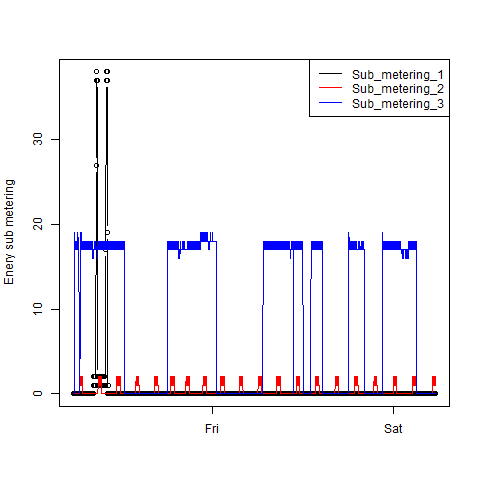 Sub_metering_1
Sub_metering_2
Sub_metering_3
Enery sub metering
30
20
10
0
Fri
Sat